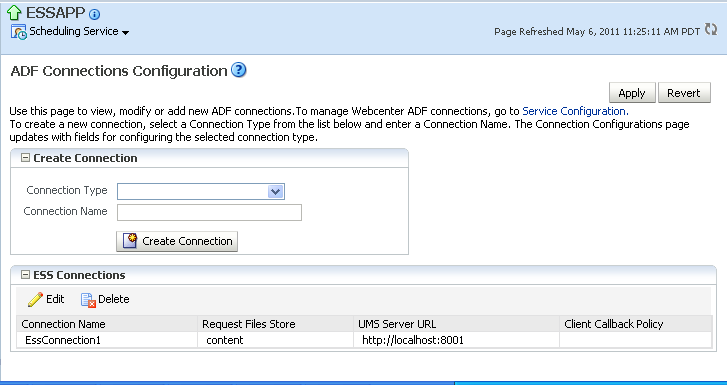 ESSAPP
Scheduling Service
Page Refreshed May 6, 2011 11:25:11 AM PDT
ADF Connections Configuration
Apply Revert
Use this page to view, modify or add new ADF connections.To manage Webcenter ADF connections, go to Service Configuration.
To create a new connection, select a Connection Type from the list below and enter a Connection Name. The Connection Configurations page
updates with fields for configuring the selected connection type.
Create Connection
Connection Type
Connection Name
Create Connection
ESS Connections
Edit Delete
Connection Name Request Files Store UMS Server URL Client Callback Policy
EssConnection1 content http://localhost:8001